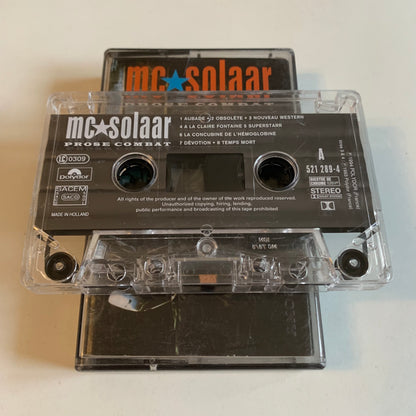 mc★solaar
PROSE COMBAT
mc★solaar
PROSE COMBAT
1 AUBADE • 2 OBSOLÈTE • 3 NOUVEAU WESTERN
4 A LA CLAIRE FONTAINE 5 SUPERSTARR
6 LA CONCUBINE DE L'HÉMOGLOBINE
7 DÉVOTION • 8 TEMPS MORT
LC 0309
Polydor
SACEM
SACD
MADE IN HOLLAND
A
521 289-4
STEREO
All rights of the producer and of the owner of the work reproduced reserved.
Unauthorized copying, hiring, lending,
public performance and broadcasting of this tape prohibited